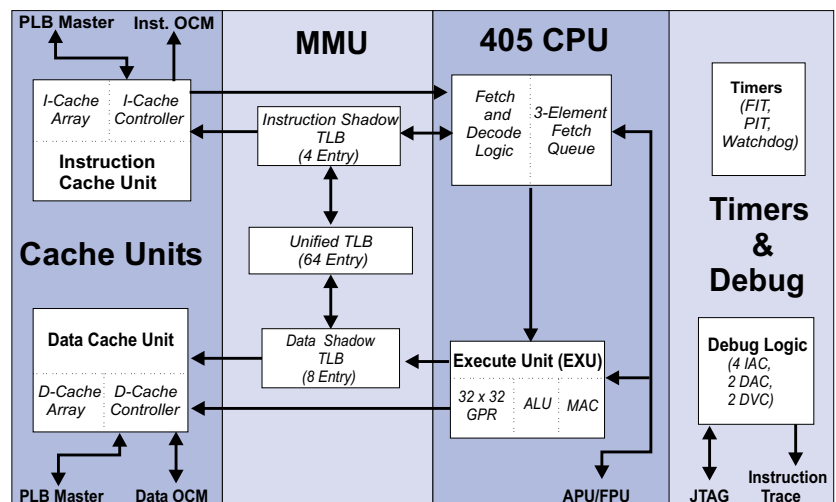 PLB Master
Inst. OCM
MMU
405 CPU
I-Cache
Array
I-Cache
Controller
Instruction
Cache Unit
Instruction Shadow
TLB
(4 Entry)
Fetch
and
Decode
Logic
3-Element
Fetch
Queue
Timers
(FIT,
PIT,
Watchdog)
Cache Units
Unified TLB
(64 Entry)
Timers
&
Debug
Data Cache Unit
D-Cache
Array
D-Cache
Controller
Data Shadow
TLB
(8 Entry)
Execute Unit (EXU)
32 x 32
GPR
ALU
MAC
Debug Logic
(4 IAC,
2 DAC,
2 DVC)
PLB Master
Data OCM
APU/FPU
JTAG
Instruction
Trace